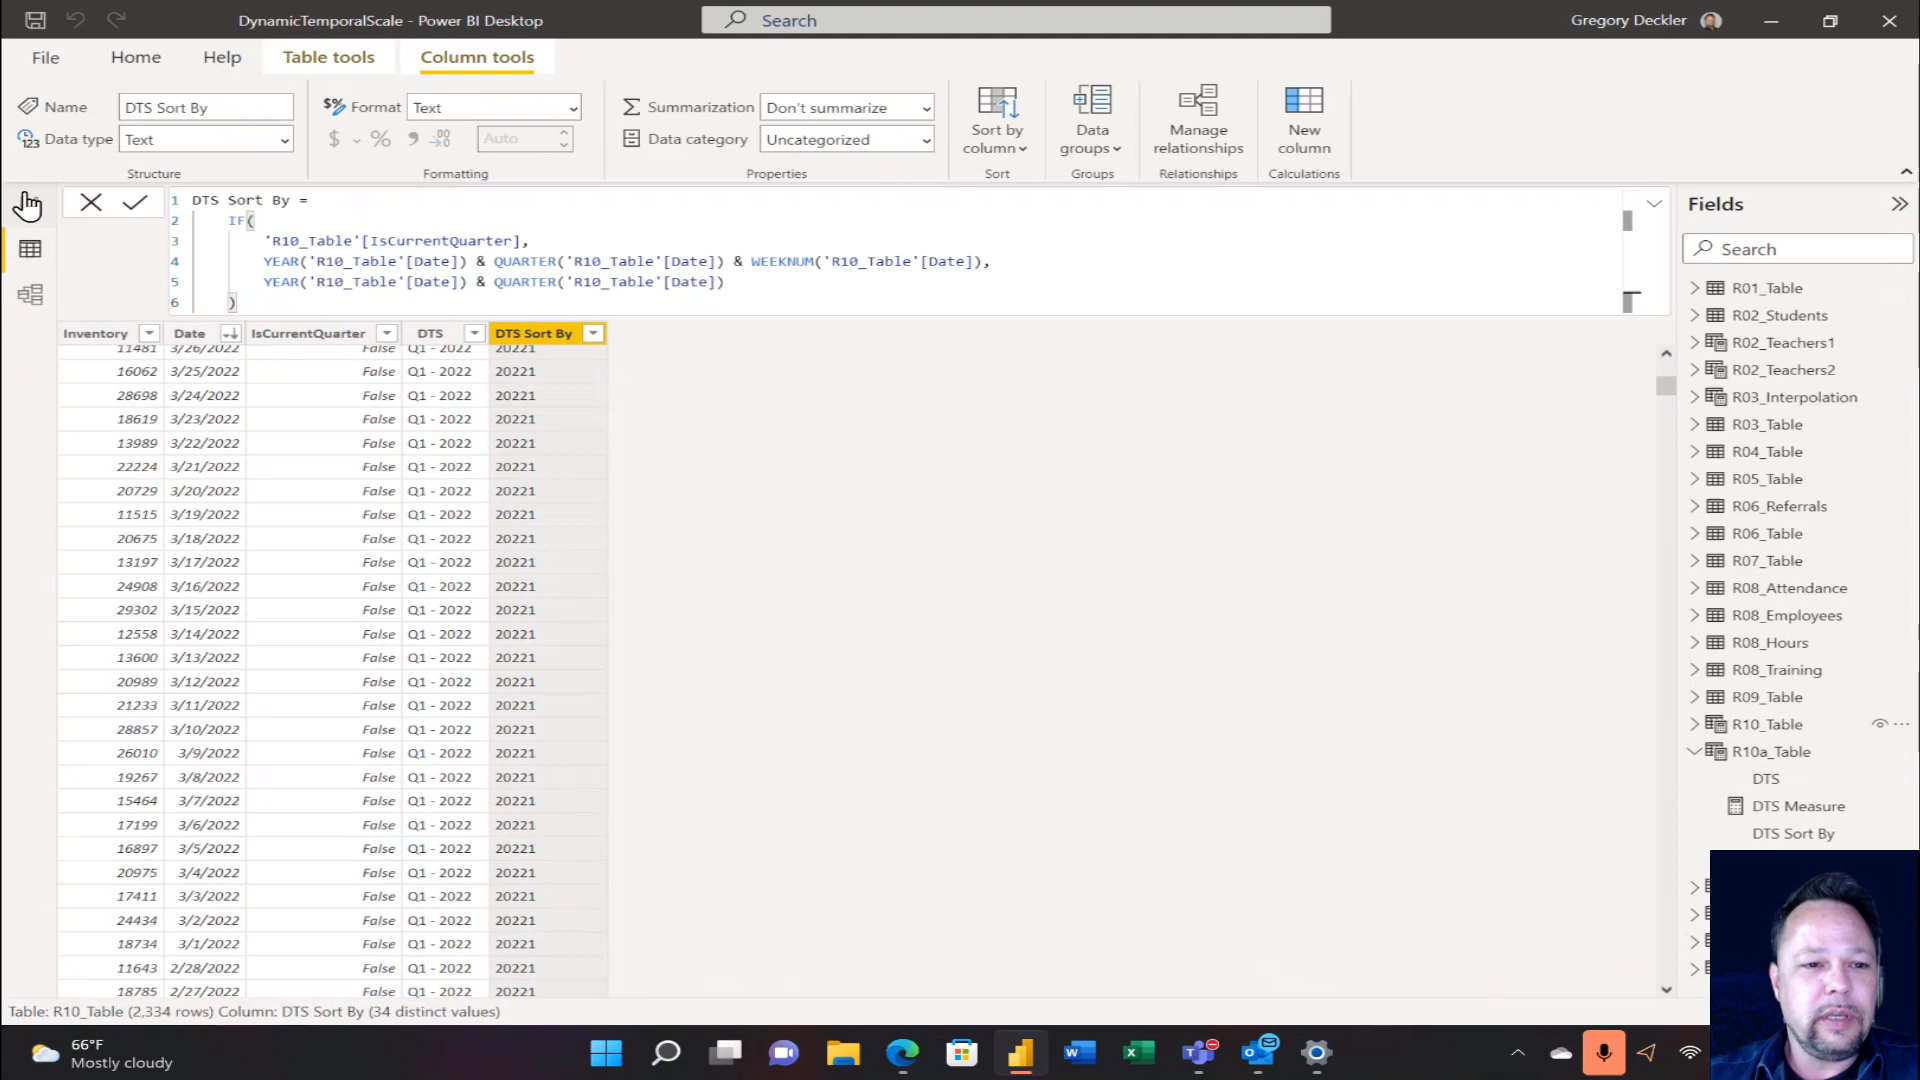 DynamicTemporalScale - Power BI Desktop
Search
Gregory Deckler
File
Home
Help
Table tools
Column tools
Name
DTS Sort By
Data type
Text
Structure
Format
Text
$
%
Auto
Formatting
Summarization
Don't summarize
Data category
Uncategorized
Properties
Sort by
column
Sort
Data
groups
Groups
Manage
relationships
Relationships
New
column
Calculations
1 DTS Sort By =
2 IF(
3 'R10_Table'[IsCurrentQuarter],
4 YEAR('R10_Table'[Date]) & QUARTER('R10_Table'[Date]) & WEEKNUM('R10_Table'[Date]),
5 YEAR('R10_Table'[Date]) & QUARTER('R10_Table'[Date])
6 )
Inventory Date IsCurrentQuarter DTS DTS Sort By
11481 3/26/2022 False Q1 - 2022 20221
16062 3/25/2022 False Q1 - 2022 20221
28698 3/24/2022 False Q1 - 2022 20221
18619 3/23/2022 False Q1 - 2022 20221
13989 3/22/2022 False Q1 - 2022 20221
22224 3/21/2022 False Q1 - 2022 20221
20729 3/20/2022 False Q1 - 2022 20221
11515 3/19/2022 False Q1 - 2022 20221
20675 3/18/2022 False Q1 - 2022 20221
13197 3/17/2022 False Q1 - 2022 20221
24908 3/16/2022 False Q1 - 2022 20221
29302 3/15/2022 False Q1 - 2022 20221
12558 3/14/2022 False Q1 - 2022 20221
13600 3/13/2022 False Q1 - 2022 20221
20989 3/12/2022 False Q1 - 2022 20221
21233 3/11/2022 False Q1 - 2022 20221
28857 3/10/2022 False Q1 - 2022 20221
26010 3/9/2022 False Q1 - 2022 20221
19267 3/8/2022 False Q1 - 2022 20221
15464 3/7/2022 False Q1 - 2022 20221
17199 3/6/2022 False Q1 - 2022 20221
16897 3/5/2022 False Q1 - 2022 20221
20975 3/4/2022 False Q1 - 2022 20221
17411 3/3/2022 False Q1 - 2022 20221
24434 3/2/2022 False Q1 - 2022 20221
18734 3/1/2022 False Q1 - 2022 20221
11643 2/28/2022 False Q1 - 2022 20221
18785 2/27/2022 False Q1 - 2022 20221
Table: R10_Table (2,334 rows) Column: DTS Sort By (34 distinct values)
Fields
Search
R01_Table
R02_Students
R02_Teachers1
R02_Teachers2
R03_Interpolation
R03_Table
R04_Table
R05_Table
R06_Referrals
R06_Table
R07_Table
R08_Attendance
R08_Employees
R08_Hours
R08_Training
R09_Table
R10_Table
R10a_Table
DTS
DTS Measure
DTS Sort By
66°F
Mostly cloudy